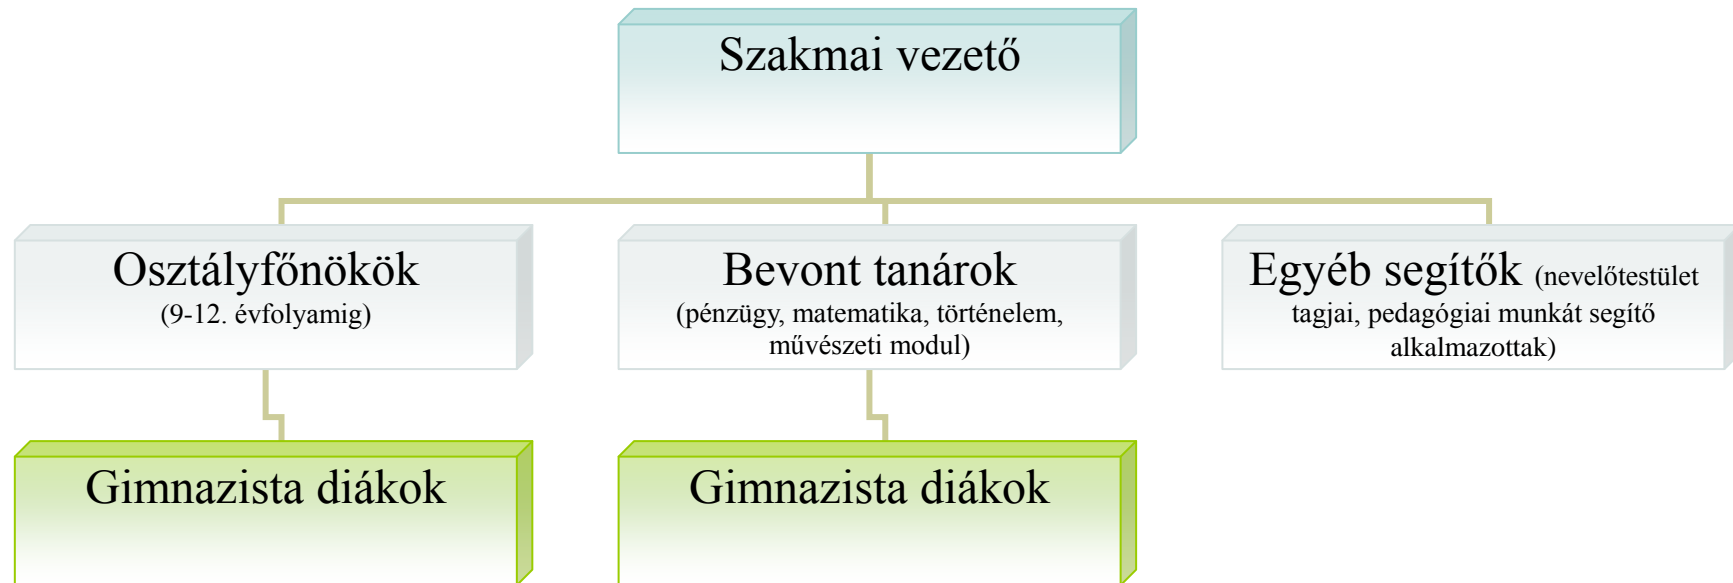 Szakmai vezető
Osztályfőnökök
(9-12. évfolyamig)
Bevont tanárok
(pénzügy, matematika, történelem,
művészeti modul)
Egyéb segítők (nevelőtestület
tagjai, pedagógiai munkát segítő
alkalmazottak)
Gimnazista diákok
Gimnazista diákok